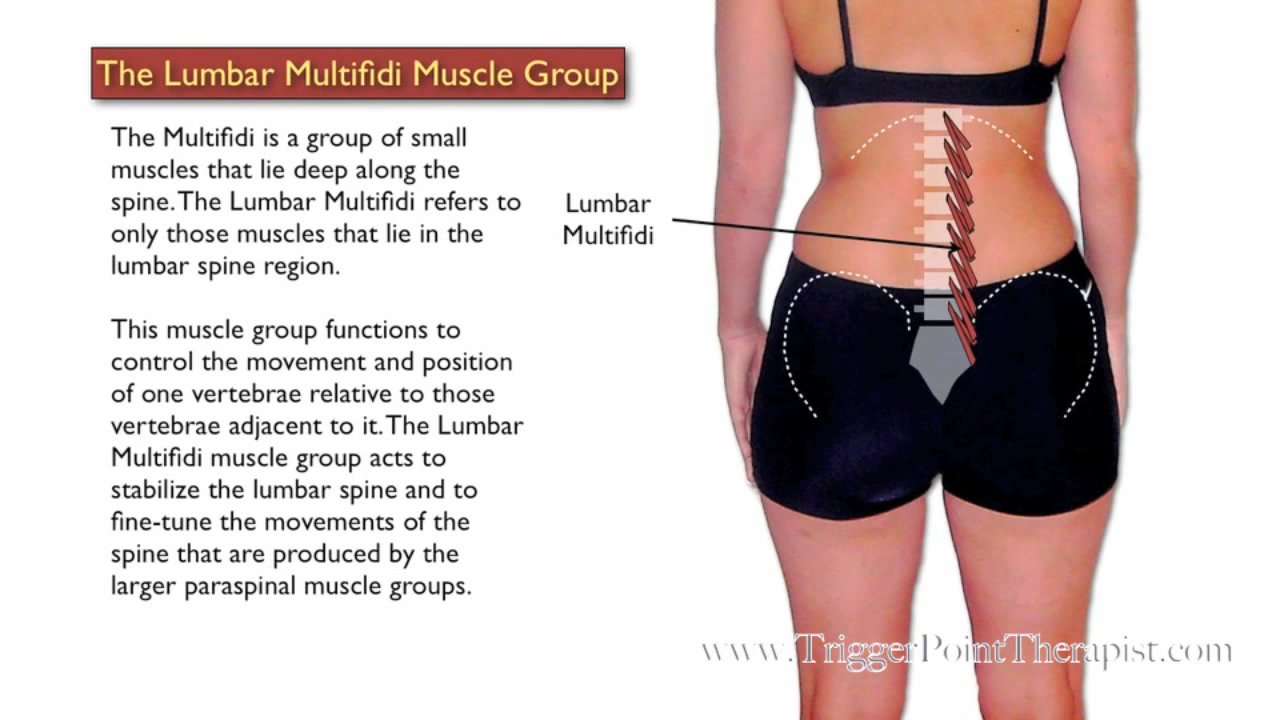 The Lumbar Multifidi Muscle Group
The Multifidi is a group of small
muscles that lie deep along the
spine. The Lumbar Multifidi refers to
only those muscles that lie in the
lumbar spine region.
This muscle group functions to
control the movement and position
of one vertebrae relative to those
vertebrae adjacent to it. The Lumbar
Multifidi muscle group acts to
stabilize the lumbar spine and to
fine-tune the movements of the
spine that are produced by the
larger paraspinal muscle groups.
Lumbar
Multifidi
www.TriggerPointTherapist.com